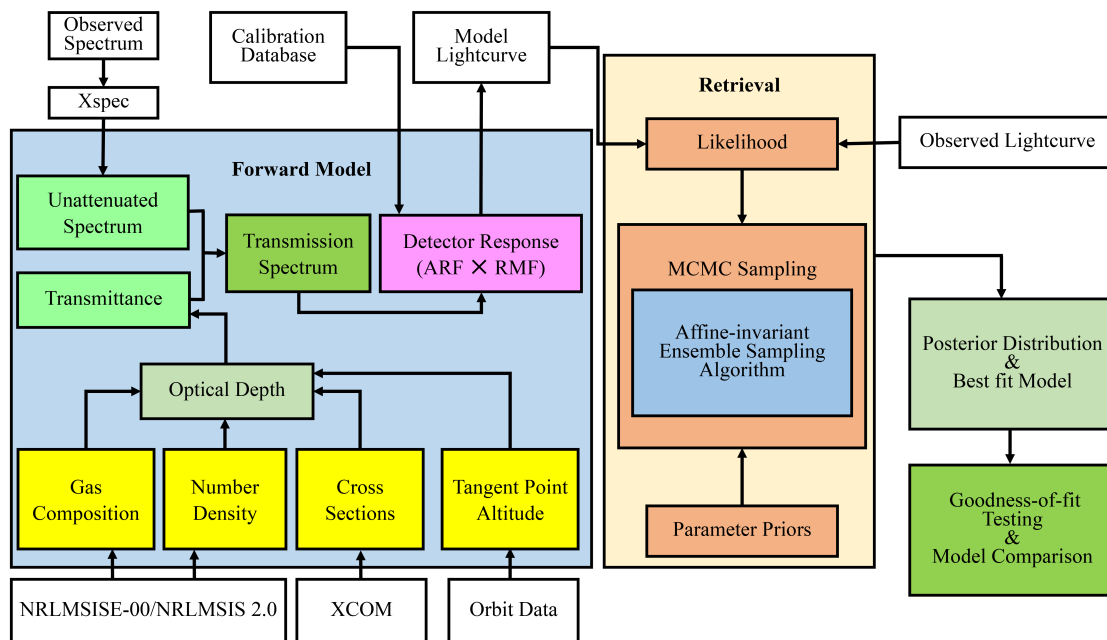 Observed
Spectrum
Calibration
Database
Model
Lightcurve
Xspec
Retrieval
Likelihood
Observed Lightcurve
Forward Model
Unattenuated
Spectrum
Transmission
Spectrum
Detector Response
(ARF × RMF)
Transmittance
MCMC Sampling
Affine-invariant
Ensemble Sampling
Algorithm
Posterior Distribution
&
Best fit Model
Optical Depth
Gas
Composition
Number
Density
Cross
Sections
Tangent Point
Altitude
Parameter Priors
Goodness-of-fit
Testing
&
Model Comparison
NRLMSISE-00/NRLMSIS 2.0
XCOM
Orbit Data